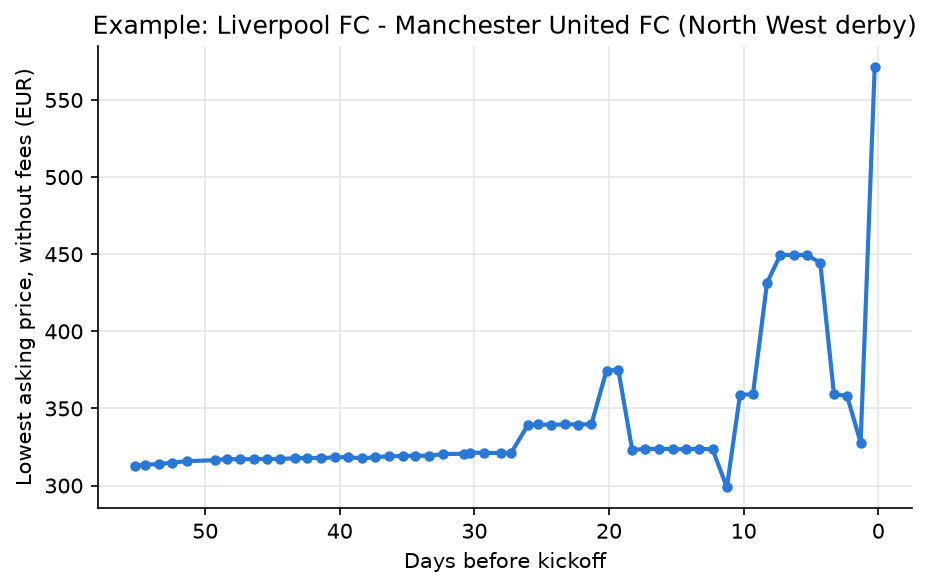 Example: Liverpool FC - Manchester United FC (North West derby)
Lowest asking price, without fees (EUR)
550
500
450
400
350
300
50 40 30 20 10 0
Days before kickoff